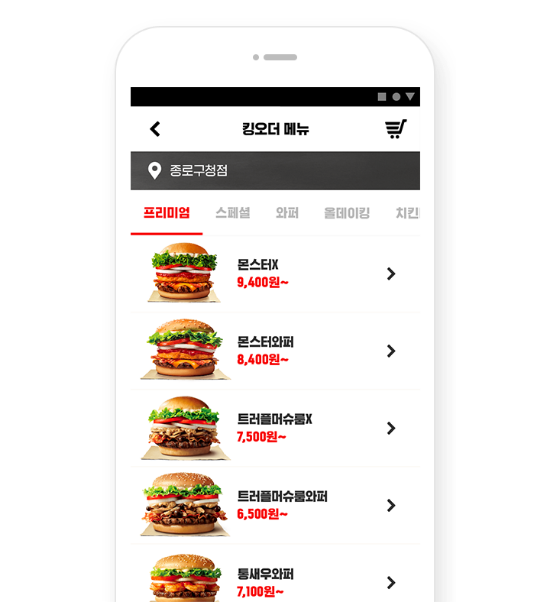 킹오더 메뉴
종로구청점
프리미엄 스페셜 와퍼 올데이킹 치킨
몬스터X
9,400원~
몬스터와퍼
8,400원~
트러플머쉬룸X
7,500원~
트러플머쉬룸와퍼
6,500원~
통새우와퍼
7,100원~